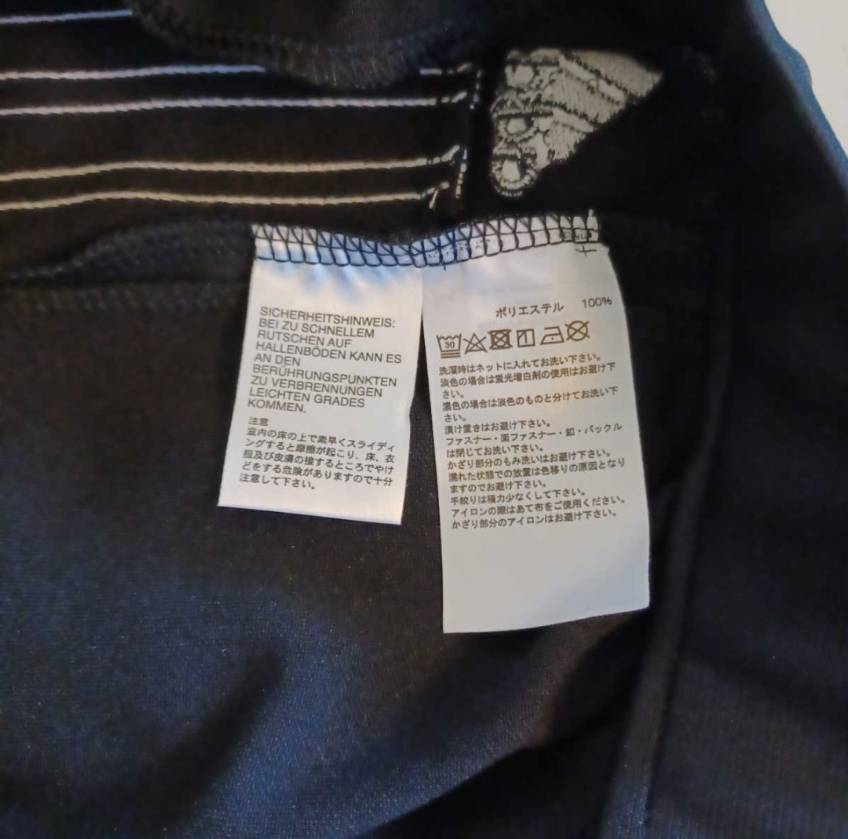 SICHERHEITSHINWEIS:
BEI ZU SCHNELLEM
RUTSCHEN AUF
HALLENBÖDEN KANN ES
AN DEN
BERÜHRUNGSPUNKTEN
ZU VERBRENNUNGEN
LEICHTEN GRADES
KOMMEN.
注意
室内の床の上で素早くスライディ
ングすると摩擦が起こり、床、衣
服及び皮膚の接するところでやけ
どをする危険がありますので十分
注意して下さい。
ポリエステル 100%
30
洗濯時はネットに入れてお洗い下さい。
淡色の場合は蛍光増白剤の使用はお避け下
さい。
濃色の場合は淡色のものと分けてお洗い下
さい。
漬け置きはお避け下さい。
ファスナー・面ファスナー・釦・バックル
は閉じてお洗い下さい。
かざり部分のもみ洗いはお避け下さい。
濡れた状態での放置は色移りの原因となり
ますのでお避け下さい。
手絞りは極力少なくして下さい。
アイロンの際はあて布をご使用ください。
かざり部分のアイロンはお避け下さい。